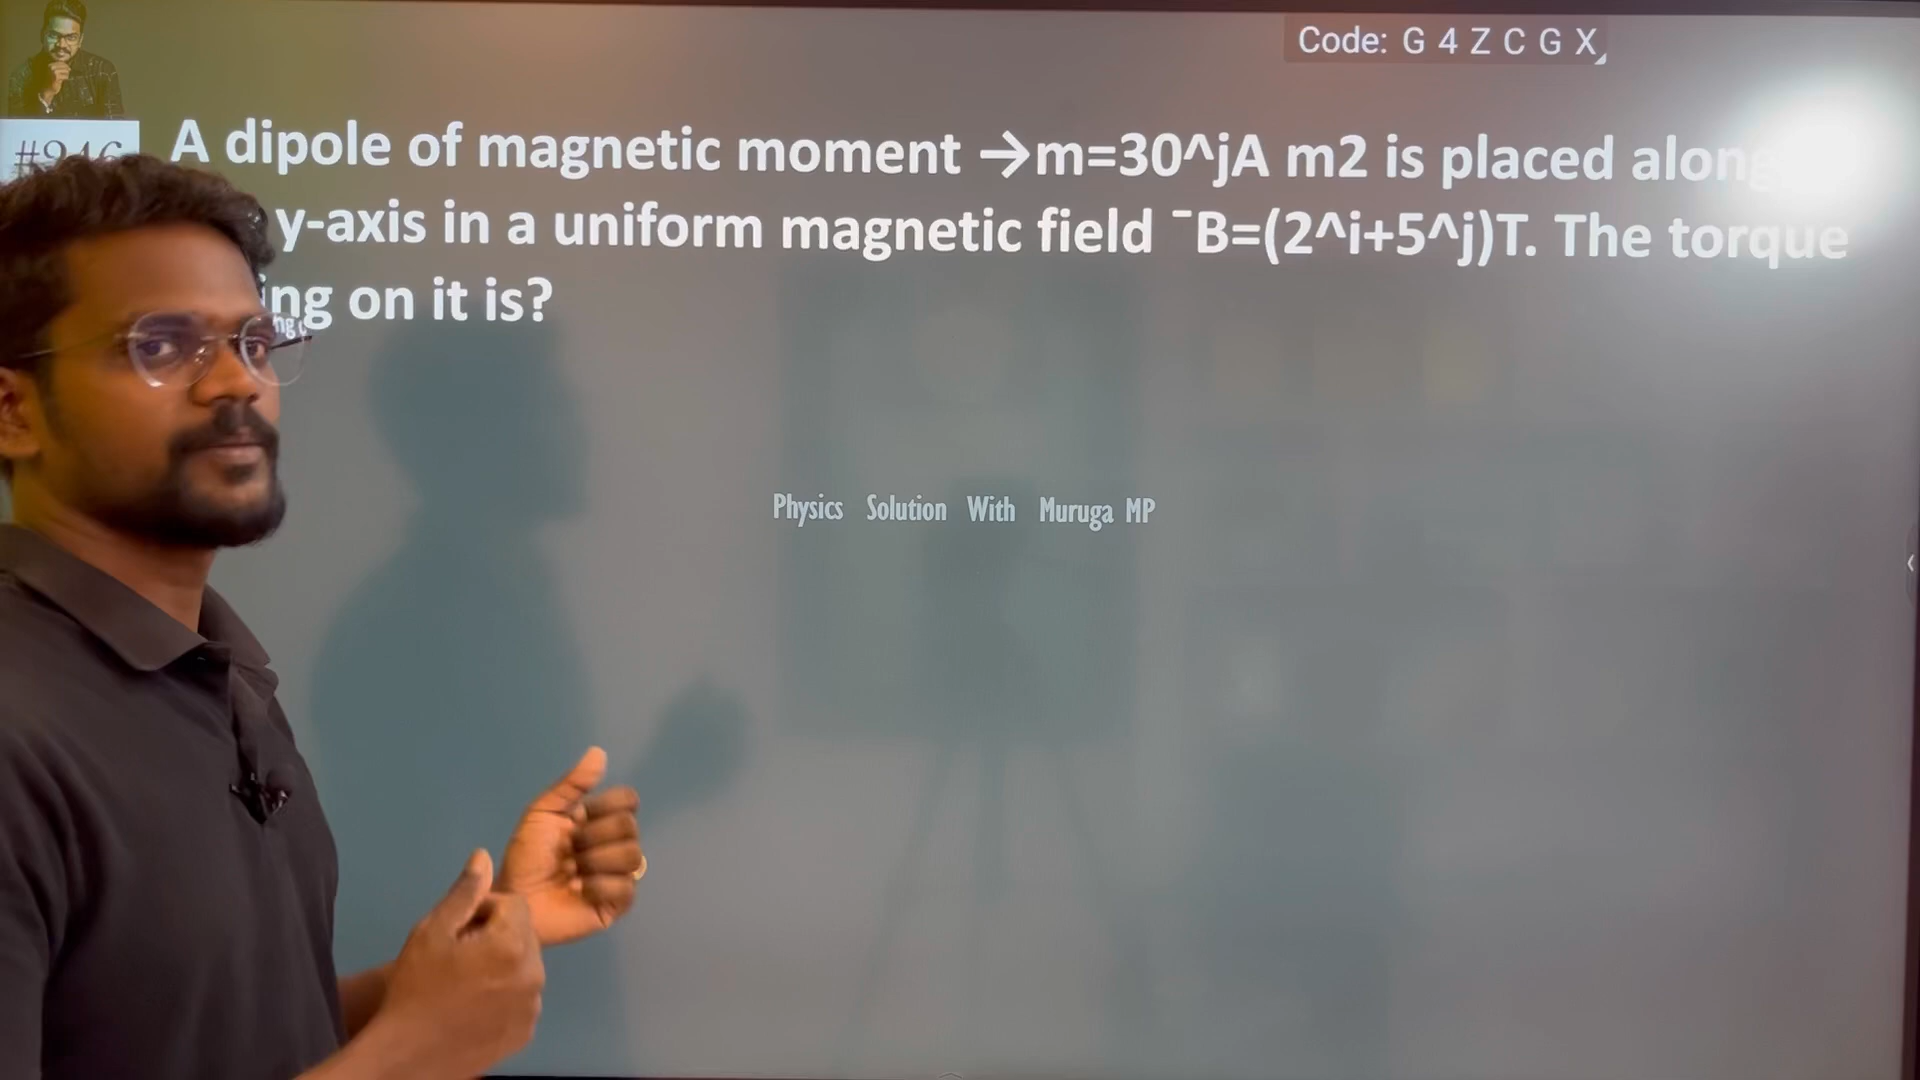 Code: G 4 Z C G X
#946
A dipole of magnetic moment →m=30^jA m2 is placed along
y-axis in a uniform magnetic field ¯B=(2^i+5^j)T. The torque
ing on it is?
Physics Solution With Muruga MP